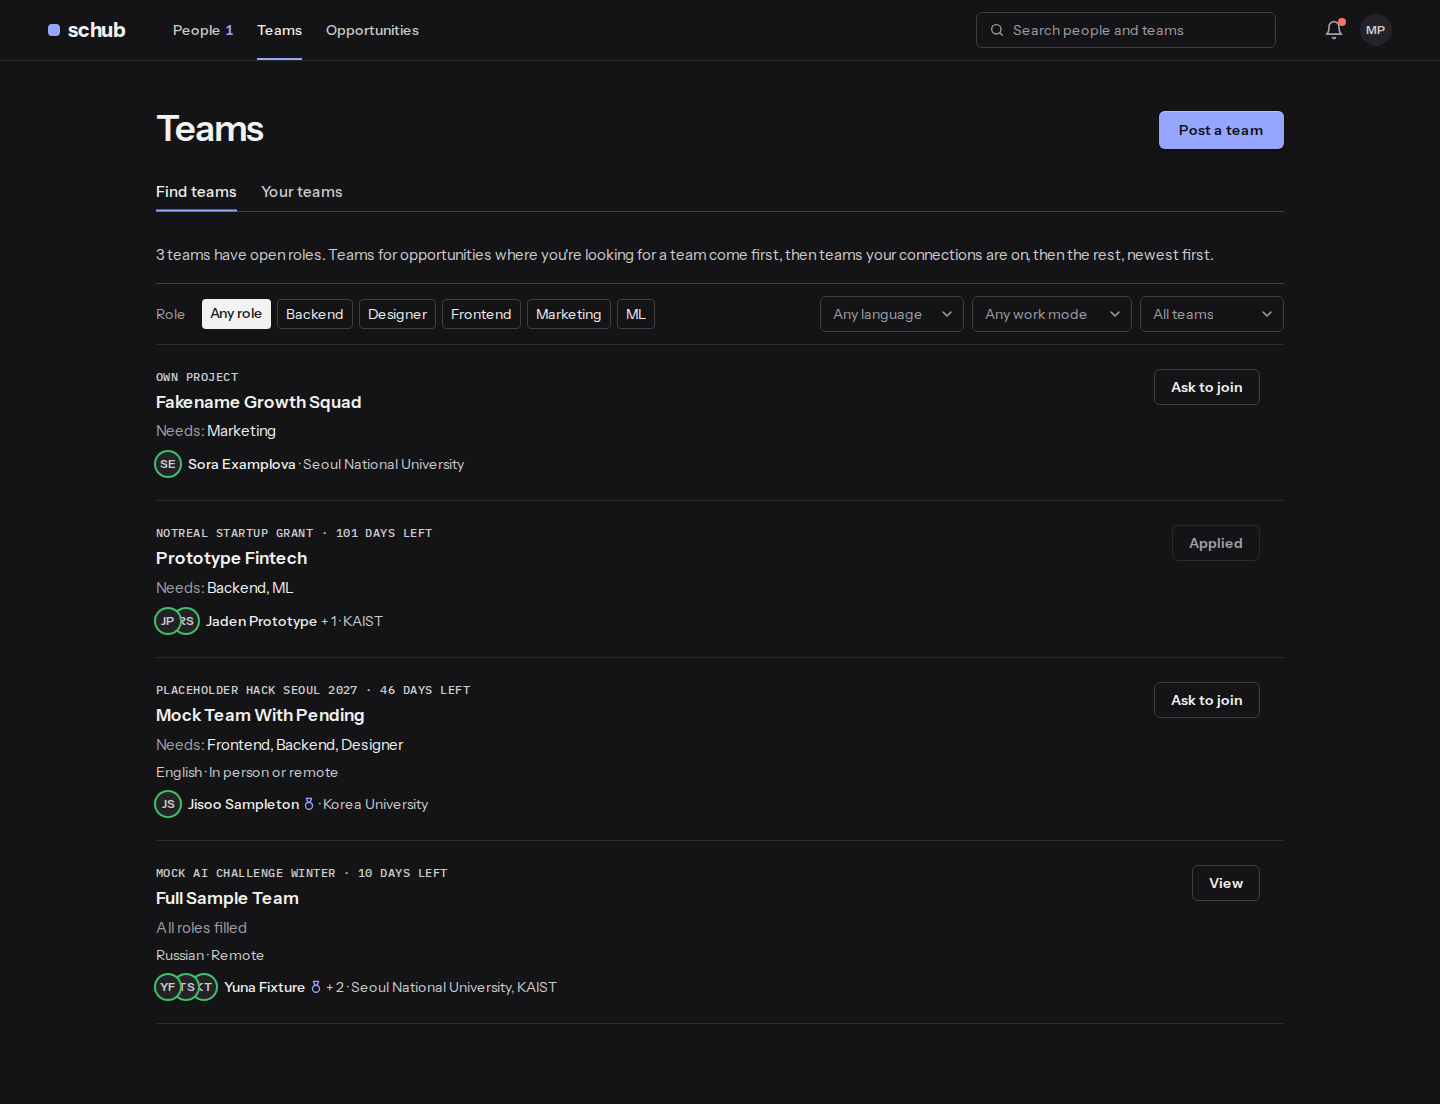 schub People 1 Teams Opportunities Search people and teams MP
Teams Post a team
Find teams Your teams
3 teams have open roles. Teams for opportunities where you're looking for a team come first, then teams your connections are on, then the rest, newest first.
Role Any role Backend Designer Frontend Marketing ML Any language Any work mode All teams
OWN PROJECT
Fakename Growth Squad Ask to join
Needs: Marketing
SE Sora Examplova · Seoul National University
NOTREAL STARTUP GRANT · 101 DAYS LEFT
Prototype Fintech Applied
Needs: Backend, ML
JP RS Jaden Prototype + 1 · KAIST
PLACEHOLDER HACK SEOUL 2027 · 46 DAYS LEFT
Mock Team With Pending Ask to join
Needs: Frontend, Backend, Designer
English · In person or remote
JS Jisoo Sampleton · Korea University
MOCK AI CHALLENGE WINTER · 10 DAYS LEFT
Full Sample Team View
All roles filled
Russian · Remote
YF TS KT Yuna Fixture + 2 · Seoul National University, KAIST